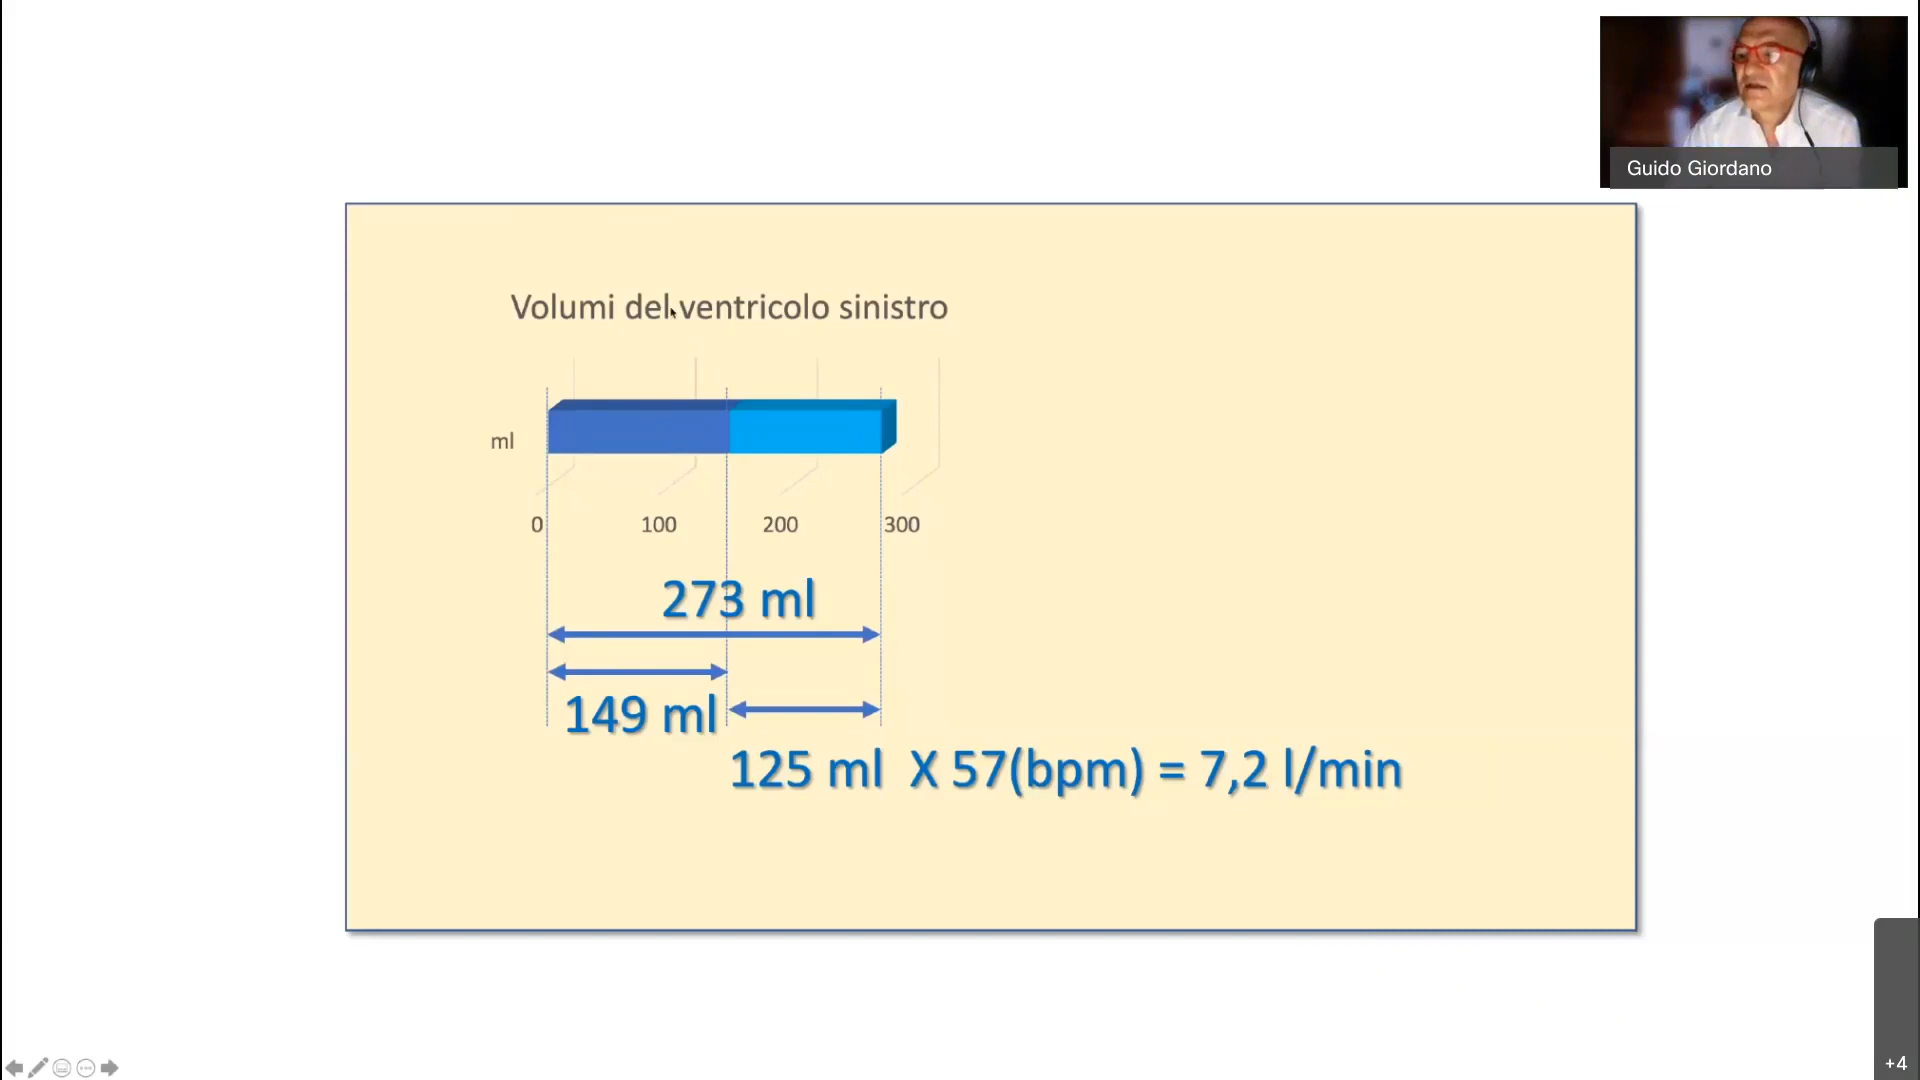 Guido Giordano
Volumi del ventricolo sinistro
ml
0 100 200 300
273 ml
149 ml
125 ml X 57(bpm) = 7,2 l/min
+4